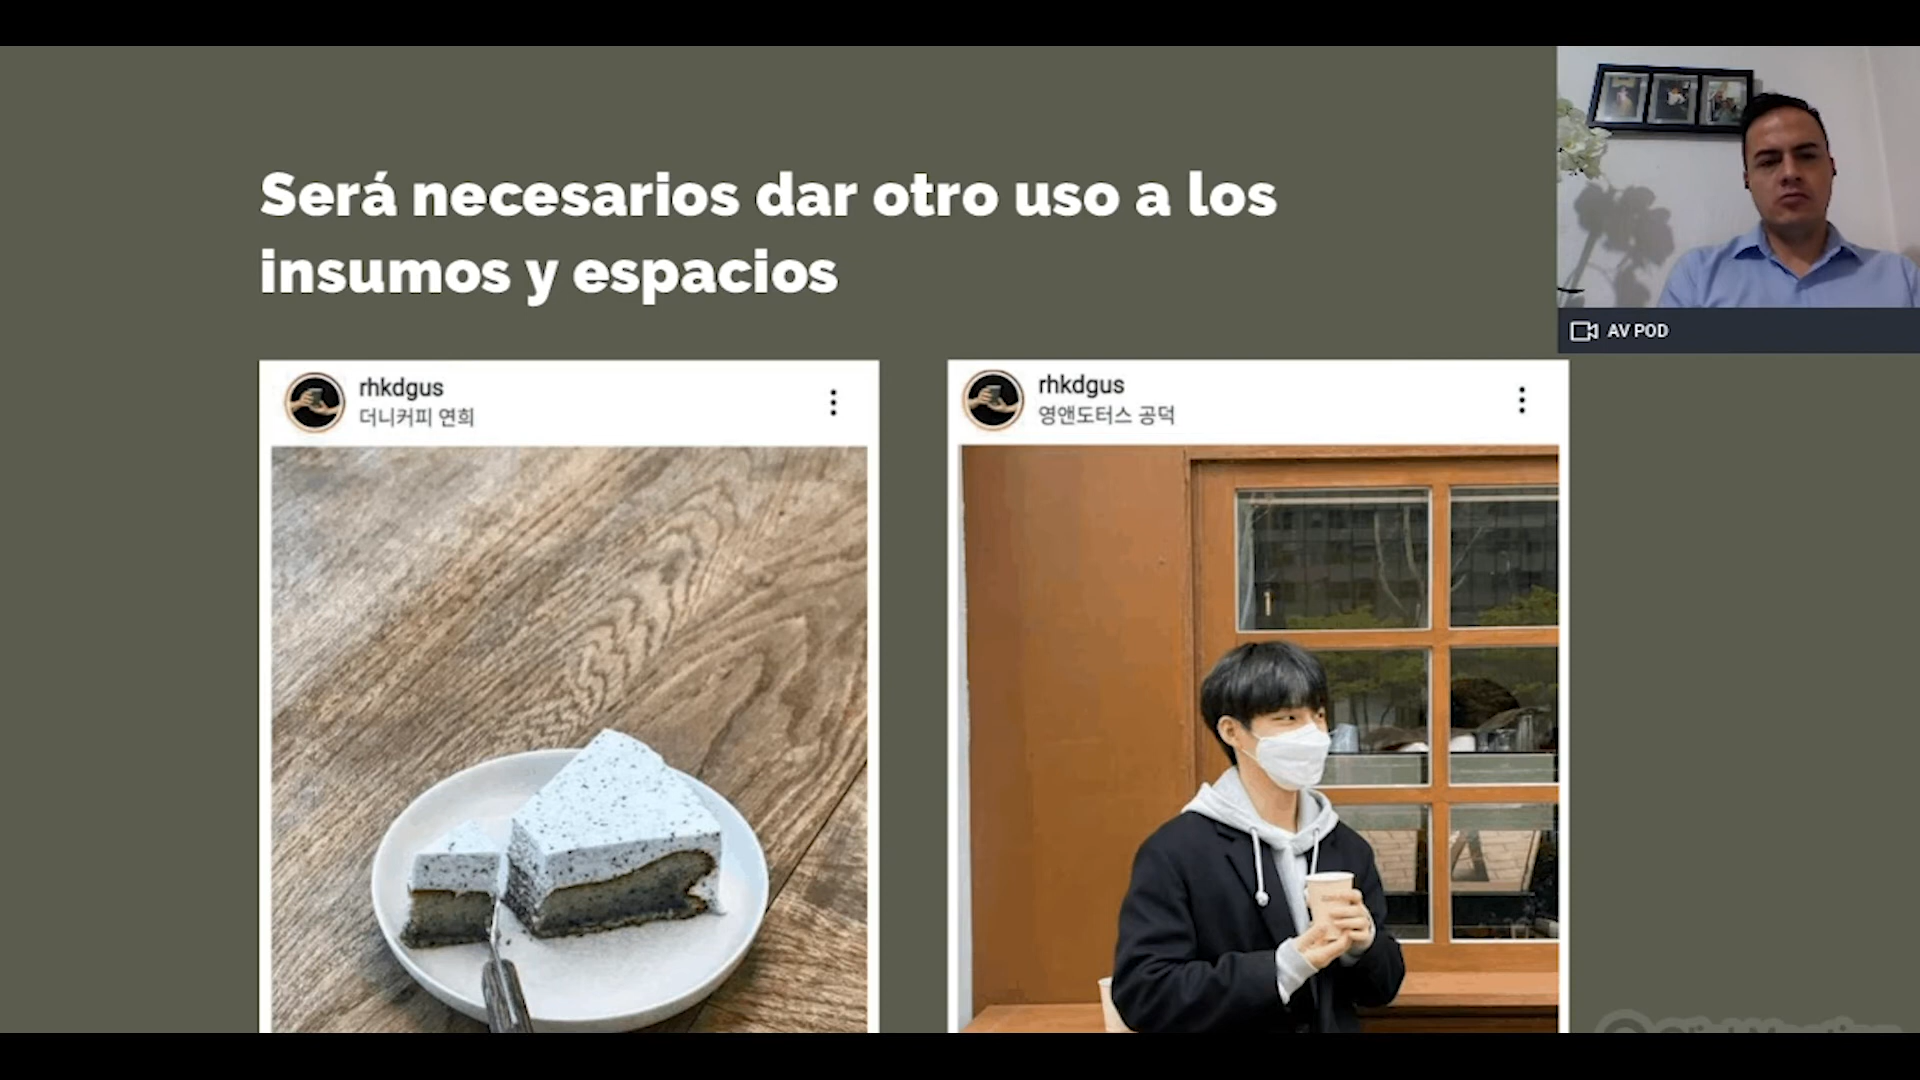 Será necesarios dar otro uso a los
insumos y espacios
AV POD
rhkdgus
더니커피 연희
rhkdgus
영앤도터스 공덕